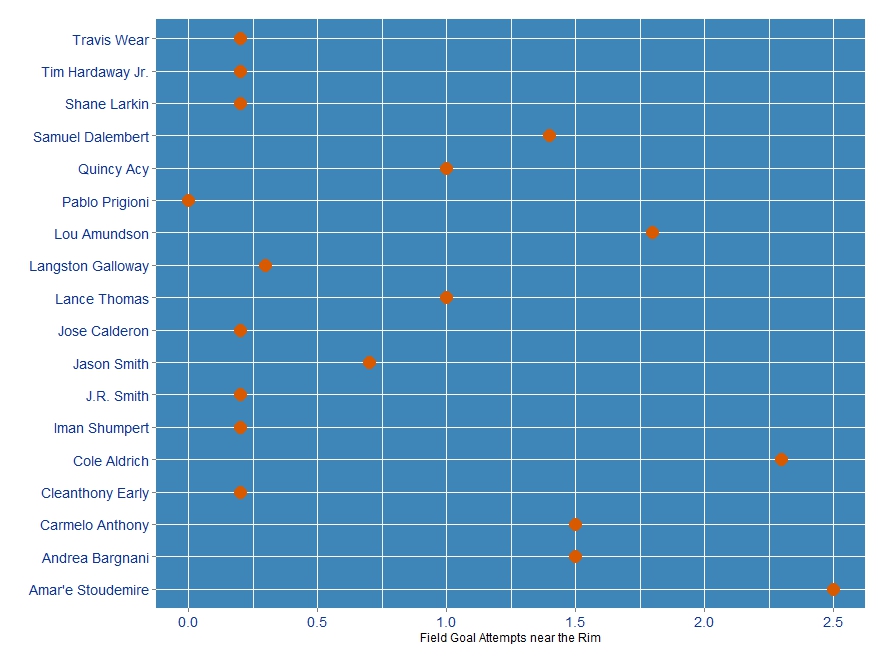 Travis Wear
Tim Hardaway Jr.
Shane Larkin
Samuel Dalembert
Quincy Acy
Pablo Prigioni
Lou Amundson
Langston Galloway
Lance Thomas
Jose Calderon
Jason Smith
J.R. Smith
Iman Shumpert
Cole Aldrich
Cleanthony Early
Carmelo Anthony
Andrea Bargnani
Amar'e Stoudemire
0.0 0.5 1.0 1.5 2.0 2.5
Field Goal Attempts near the Rim